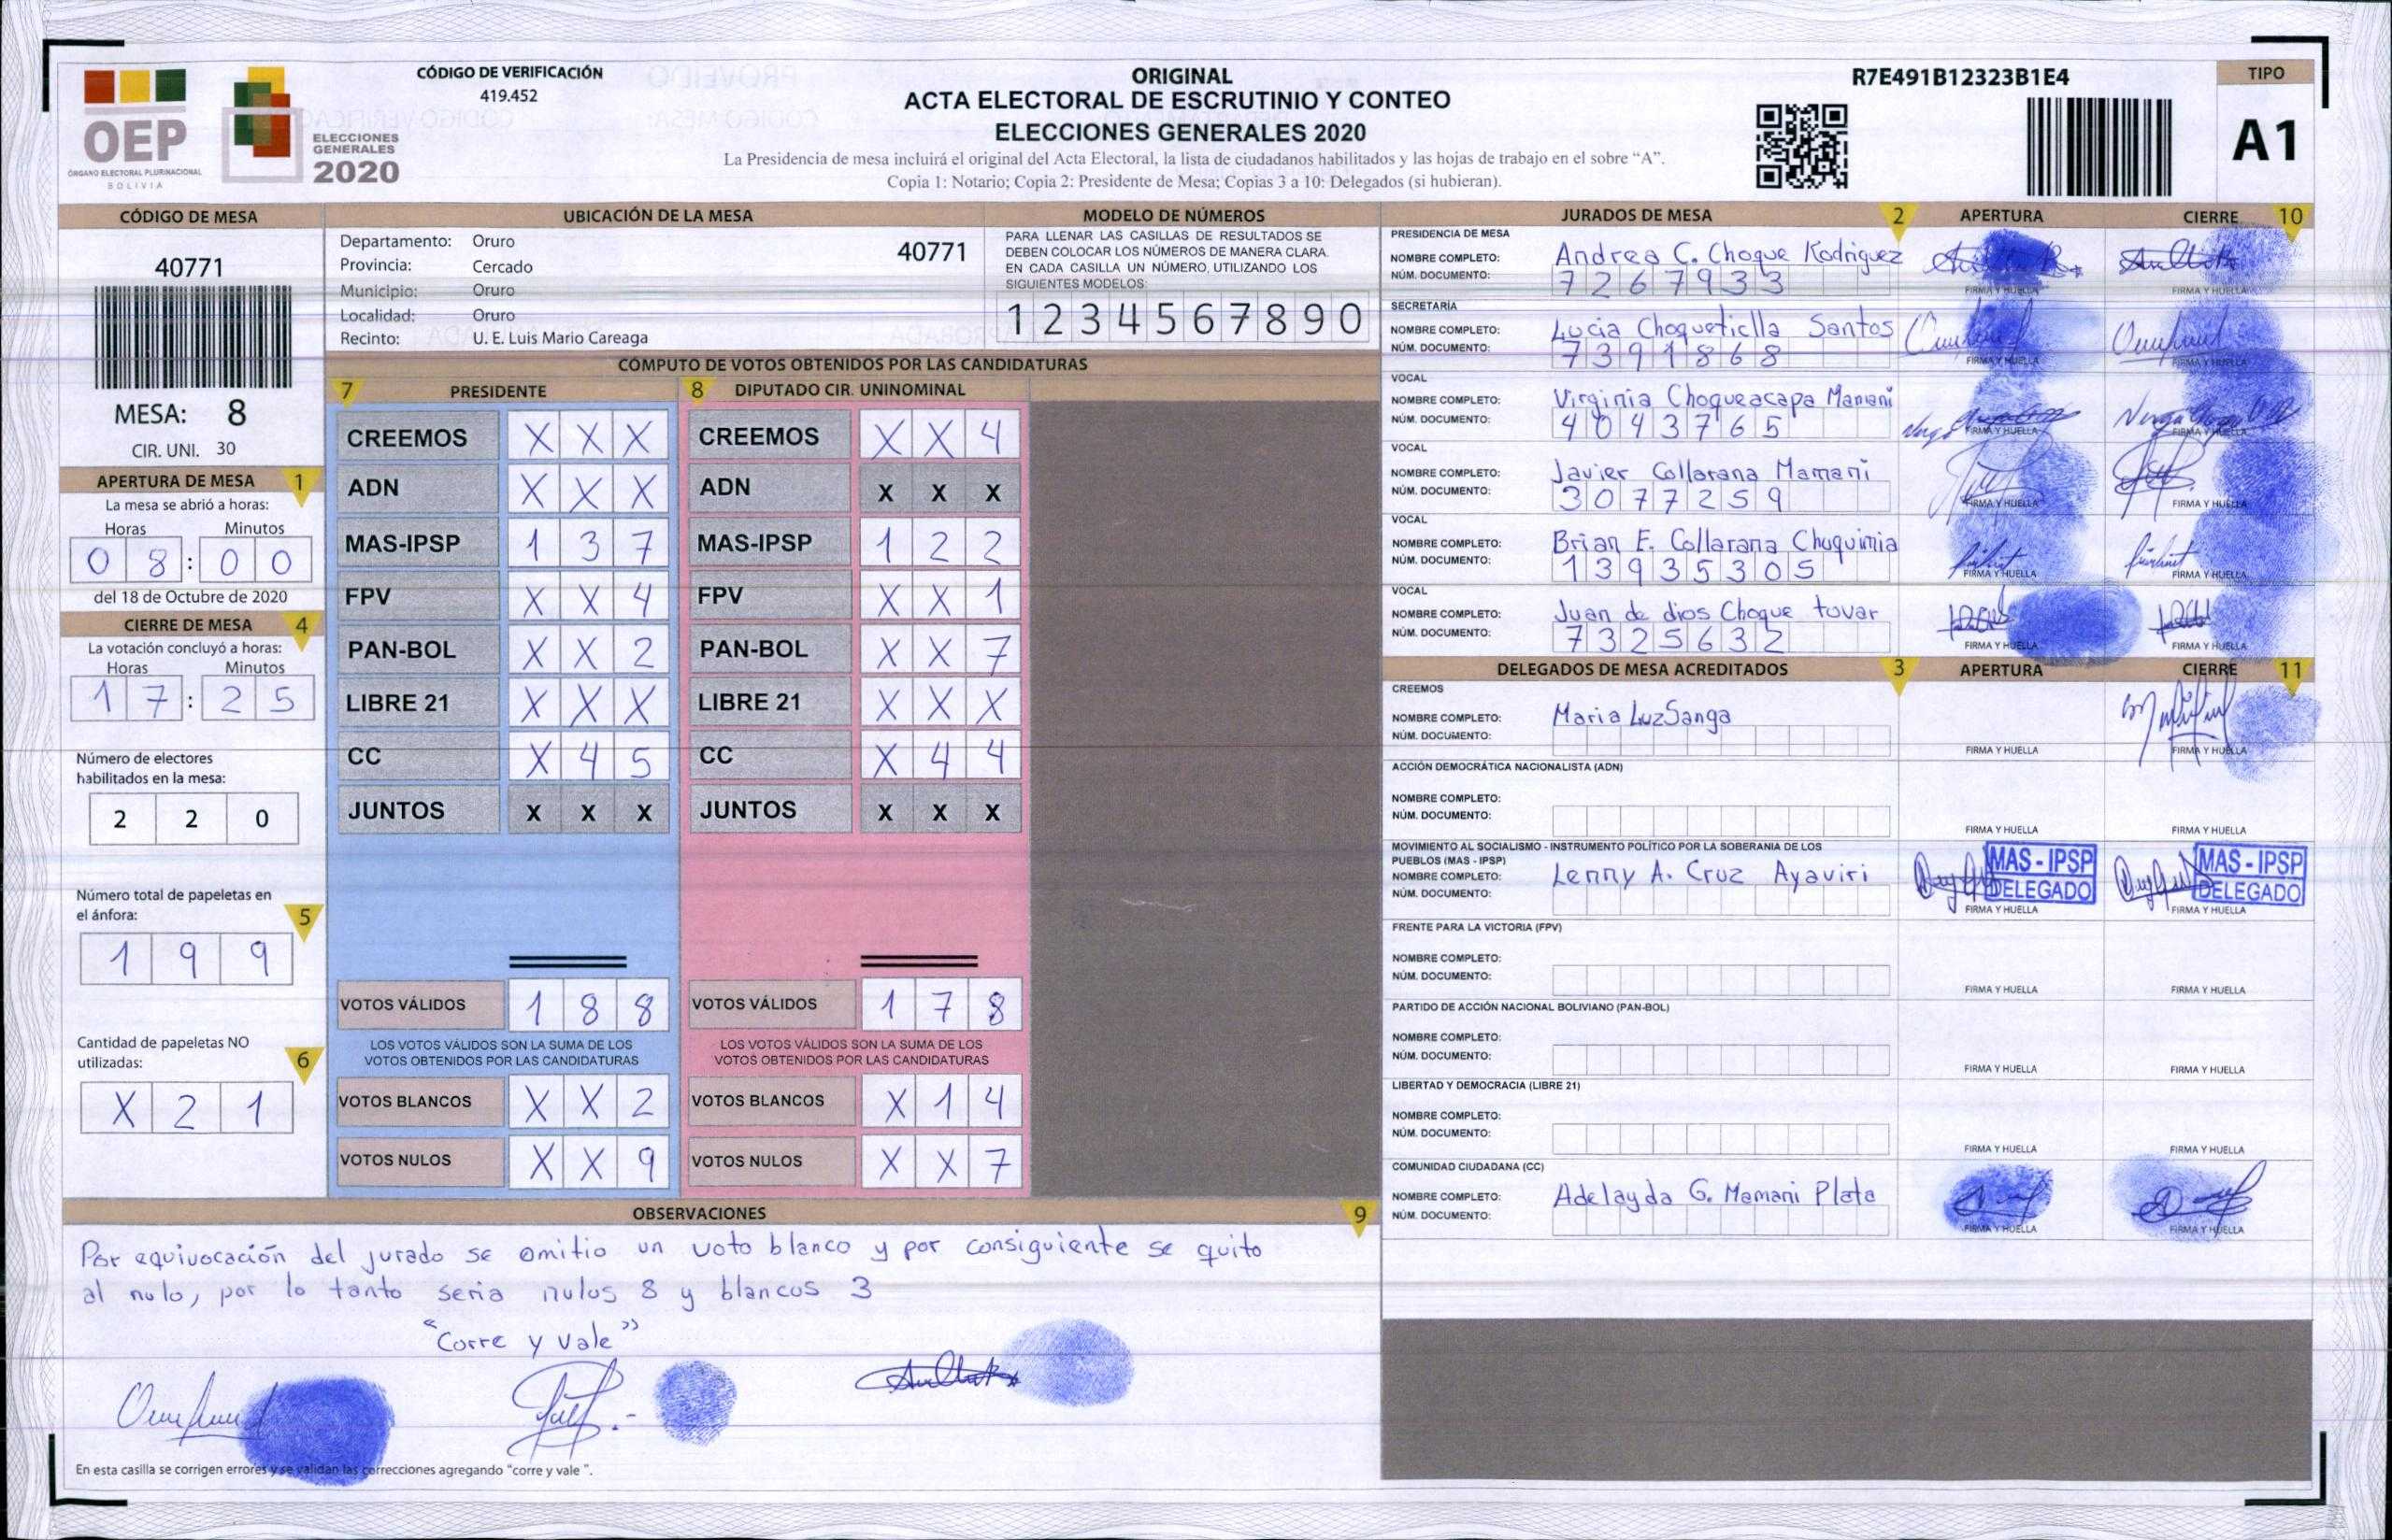 CÓDIGO DE VERIFICACIÓN
419.452
OEP
ÓRGANO ELECTORAL PLURINACIONAL
BOLIVIA
ELECCIONES
GENERALES
2020
ORIGINAL
ACTA ELECTORAL DE ESCRUTINIO Y CONTEO
ELECCIONES GENERALES 2020
La Presidencia de mesa incluirá el original del Acta Electoral, la lista de ciudadanos habilitados y las hojas de trabajo en el sobre “A”.
Copia 1: Notario; Copia 2: Presidente de Mesa; Copias 3 a 10: Delegados (si hubieran).
R7E491B12323B1E4
TIPO
A1
CÓDIGO DE MESA
40771
MESA: 8
CIR. UNI. 30
APERTURA DE MESA 1
La mesa se abrió a horas:
Horas Minutos
0 8 : 0 0
del 18 de Octubre de 2020
CIERRE DE MESA 4
La votación concluyó a horas:
Horas Minutos
1 7 : 2 5
Número de electores
habilitados en la mesa:
2 2 0
Número total de papeletas en
el ánfora: 5
1 9 9
Cantidad de papeletas NO
utilizadas: 6
X 2 1
UBICACIÓN DE LA MESA
Departamento: Oruro 40771
Provincia: Cercado
Municipio: Oruro
Localidad: Oruro
Recinto: U. E. Luis Mario Careaga
MODELO DE NÚMEROS
PARA LLENAR LAS CASILLAS DE RESULTADOS SE
DEBEN COLOCAR LOS NÚMEROS DE MANERA CLARA.
EN CADA CASILLA UN NÚMERO, UTILIZANDO LOS
SIGUIENTES MODELOS:
1 2 3 4 5 6 7 8 9 0
CÓMPUTO DE VOTOS OBTENIDOS POR LAS CANDIDATURAS
7 PRESIDENTE 8 DIPUTADO CIR. UNINOMINAL
CREEMOS X X X CREEMOS X X 4
ADN X X X ADN X X X
MAS-IPSP 1 3 7 MAS-IPSP 1 2 2
FPV X X 4 FPV X X 1
PAN-BOL X X 2 PAN-BOL X X 7
LIBRE 21 X X X LIBRE 21 X X X
CC X 4 5 CC X 4 4
JUNTOS X X X JUNTOS X X X
VOTOS VÁLIDOS 1 8 8 VOTOS VÁLIDOS 1 7 8
LOS VOTOS VÁLIDOS SON LA SUMA DE LOS LOS VOTOS VÁLIDOS SON LA SUMA DE LOS
VOTOS OBTENIDOS POR LAS CANDIDATURAS VOTOS OBTENIDOS POR LAS CANDIDATURAS
VOTOS BLANCOS X X 2 VOTOS BLANCOS X 1 4
VOTOS NULOS X X 9 VOTOS NULOS X X 7
OBSERVACIONES 9
Por equivocación del jurado se omitio un voto blanco y por consiguiente se quito
al nulo, por lo tanto seria nulos 8 y blancos 3
“Corre y vale”
En esta casilla se corrigen errores y se validan las correcciones agregando “corre y vale ”.
JURADOS DE MESA 2 APERTURA CIERRE 10
PRESIDENCIA DE MESA
NOMBRE COMPLETO: Andrea C. Choque Rodriguez
NÚM. DOCUMENTO: 7267933
FIRMA Y HUELLA FIRMA Y HUELLA
SECRETARÍA
NOMBRE COMPLETO: Lucia Choqueticlla Santos
NÚM. DOCUMENTO: 7391868
FIRMA Y HUELLA FIRMA Y HUELLA
VOCAL
NOMBRE COMPLETO: Virginia Choqueacapa Mamani
NÚM. DOCUMENTO: 4043765
FIRMA Y HUELLA FIRMA Y HUELLA
VOCAL
NOMBRE COMPLETO: Javier Collarana Mamani
NÚM. DOCUMENTO: 3077259
FIRMA Y HUELLA FIRMA Y HUELLA
VOCAL
NOMBRE COMPLETO: Brian E. Collarana Choquimia
NÚM. DOCUMENTO: 13935305
FIRMA Y HUELLA FIRMA Y HUELLA
VOCAL
NOMBRE COMPLETO: Juan de dios Choque tovar
NÚM. DOCUMENTO: 7325632
FIRMA Y HUELLA FIRMA Y HUELLA
DELEGADOS DE MESA ACREDITADOS 3 APERTURA CIERRE 11
CREEMOS
NOMBRE COMPLETO: Maria Luz Sanga
NÚM. DOCUMENTO:
FIRMA Y HUELLA FIRMA Y HUELLA
ACCIÓN DEMOCRÁTICA NACIONALISTA (ADN)
NOMBRE COMPLETO:
NÚM. DOCUMENTO:
FIRMA Y HUELLA FIRMA Y HUELLA
MOVIMIENTO AL SOCIALISMO - INSTRUMENTO POLÍTICO POR LA SOBERANIA DE LOS
PUEBLOS (MAS - IPSP)
NOMBRE COMPLETO: Lenny A. Cruz Ayaviri
NÚM. DOCUMENTO:
MAS - IPSP MAS - IPSP
DELEGADO DELEGADO
FIRMA Y HUELLA FIRMA Y HUELLA
FRENTE PARA LA VICTORIA (FPV)
NOMBRE COMPLETO:
NÚM. DOCUMENTO:
FIRMA Y HUELLA FIRMA Y HUELLA
PARTIDO DE ACCIÓN NACIONAL BOLIVIANO (PAN-BOL)
NOMBRE COMPLETO:
NÚM. DOCUMENTO:
FIRMA Y HUELLA FIRMA Y HUELLA
LIBERTAD Y DEMOCRACIA (LIBRE 21)
NOMBRE COMPLETO:
NÚM. DOCUMENTO:
FIRMA Y HUELLA FIRMA Y HUELLA
COMUNIDAD CIUDADANA (CC)
NOMBRE COMPLETO: Adelayda G. Mamani Plata
NÚM. DOCUMENTO:
FIRMA Y HUELLA FIRMA Y HUELLA